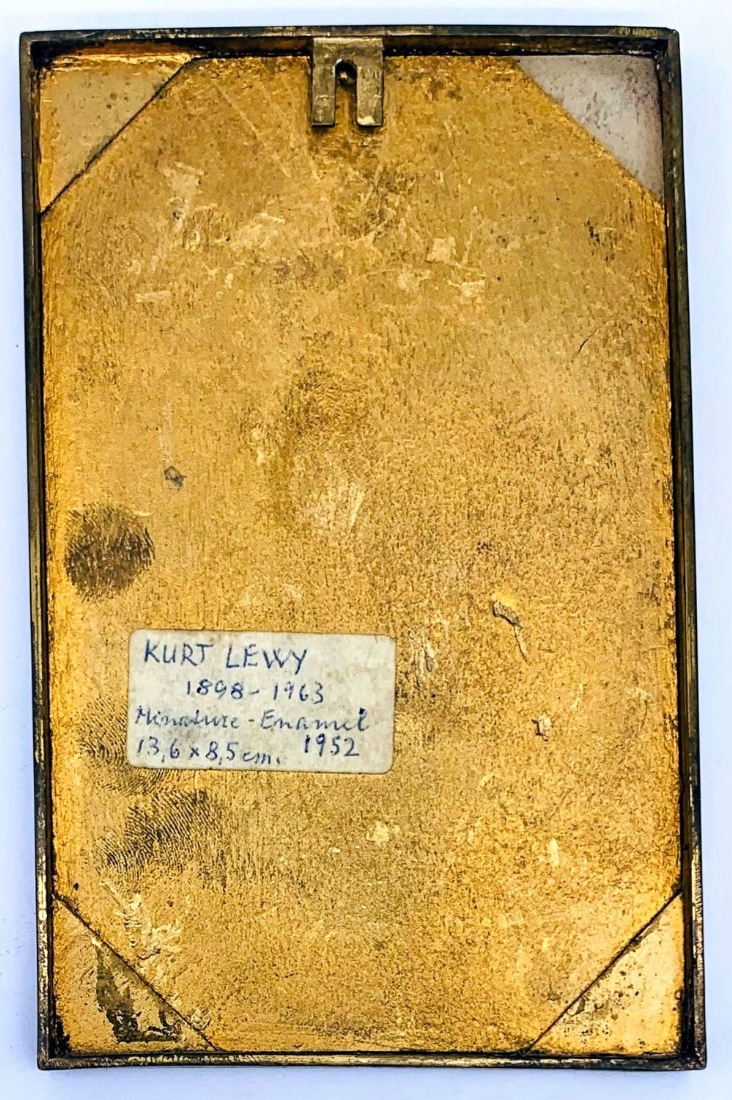 KURT LEWY
1898-1963
Miniature-Enamel
13,6 x 8,5 cm. 1952